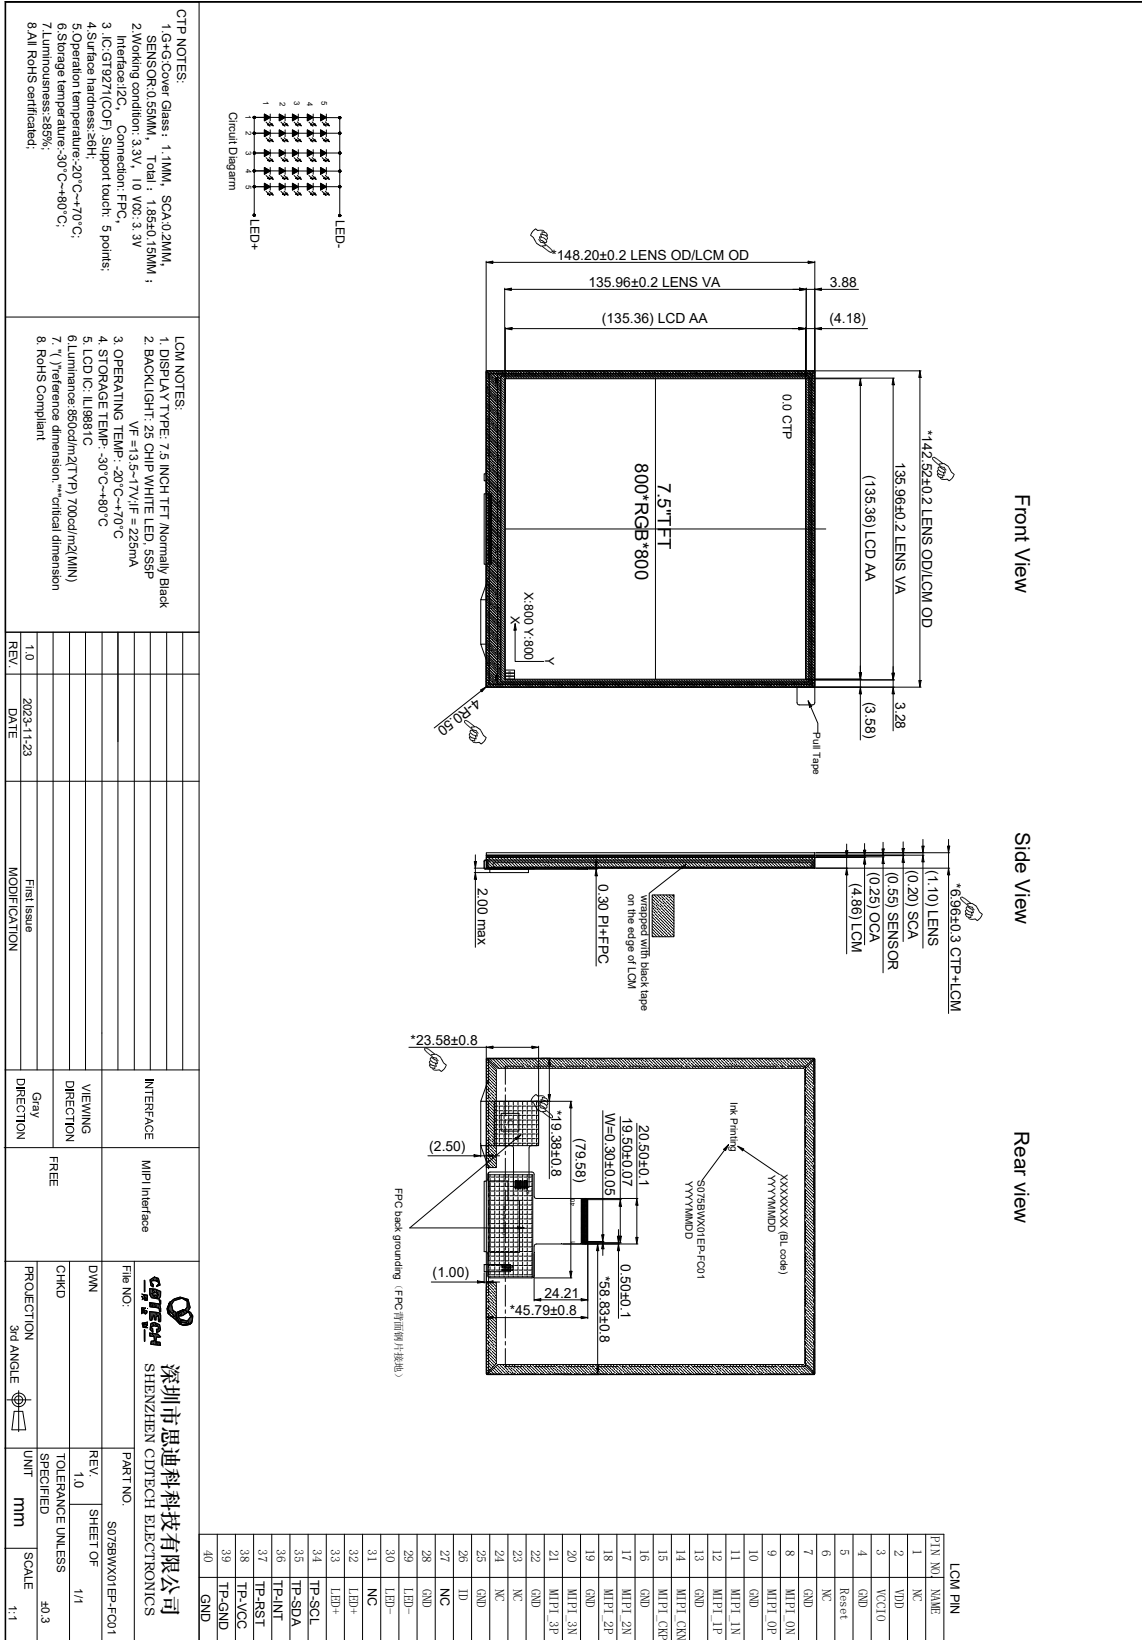 Front View
Side View
Rear view
*148.20±0.2 LENS OD/LCM OD
135.96±0.2 LENS VA
3.88
(135.36) LCD AA
(4.18)
*142.52±0.2 LENS OD/LCM OD
135.96±0.2 LENS VA
3.28
(135.36) LCD AA
(3.58)
0.0 CTP
7.5"TFT
800*RGB*800
X:800 Y:800
X
Y
4-R0.50
Pull Tape
*6.96±0.3 CTP+LCM
(1.10) LENS
(0.20) SCA
(0.55) SENSOR
(0.25) OCA
(4.86) LCM
wrapped with black tape
on the edge of LCM
0.30 PI+FPC
2.00 max
*23.58±0.8
XXXXXXXX (BL code)
YYYYMMDD
Ink Printing
S075BWX01EP-FC01
YYYYMMDD
20.50±0.1
19.50±0.07
W=0.30±0.05
0.50±0.1
*58.83±0.8
(79.58)
*19.38±0.8
24.21
*45.79±0.8
(2.50)
(1.00)
FPC back grounding（FPC背面钢片接地）
5
4
3
2
1
1
2
3
4
5
LED-
LED+
Circuit Diagarm
LCM PIN
PIN NO. NAME
1 NC
2 VDD
3 VCCIO
4 GND
5 Reset
6 NC
7 GND
8 MIPI_0N
9 MIPI_0P
10 GND
11 MIPI_1N
12 MIPI_1P
13 GND
14 MIPI_CKN
15 MIPI_CKP
16 GND
17 MIPI_2N
18 MIPI_2P
19 GND
20 MIPI_3N
21 MIPI_3P
22 GND
23 NC
24 NC
25 GND
26 ID
27 NC
28 GND
29 LED-
30 LED-
31 NC
32 LED+
33 LED+
34 TP-SCL
35 TP-SDA
36 TP-INT
37 TP-RST
38 TP-VCC
39 TP-GND
40 GND
CTP NOTES:
1.G+G:Cover Glass: 1.1MM, SCA:0.2MM,
SENSOR:0.55MM, Total: 1.85±0.15MM;
2.Working condition: 3.3V, IO VCC:3.3V
Interface:I2C, Connection: FPC,
3 .IC:GT9271(COF) .Support touch: 5 points;
4.Surface hardness:≥6H;
5.Operation temperature:-20°C~+70°C;
6.Storage temperature:-30°C~+80°C;
7.Luminousness:≥85%;
8.All RoHS certificated;
LCM NOTES:
1. DISPLAY TYPE: 7.5 INCH TFT /Normally Black
2. BACKLIGHT: 25 CHIP WHITE LED, 5S5P
VF =13.5~17V;IF = 225mA
3. OPERATING TEMP: -20°C~+70°C
4. STORAGE TEMP: -30°C~+80°C
5. LCD IC: ILI9881C
6.Luminance:850cd/m2(TYP) 700cd/m2(MIN)
7. "( )"reference dimension. "*"critical dimension
8. RoHS Compliant
1.0 2023-11-23 First Issue
REV. DATE MODIFICATION
INTERFACE MIPI Interface
VIEWING
DIRECTION
FREE
Gray
DIRECTION
CDTECH
思迪科
深圳市思迪科科技有限公司
SHENZHEN CDTECH ELECTRONICS
File NO:
PART NO. S075BWX01EP-FC01
DWN
REV. 1.0
SHEET OF 1/1
CHKD
TOLERANCE UNLESS
SPECIFIED ±0.3
PROJECTION
3rd ANGLE
UNIT mm
SCALE 1:1